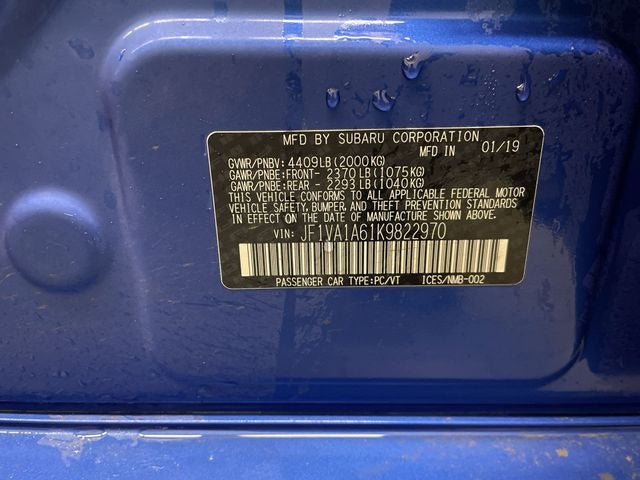 MFD BY SUBARU CORPORATION
MFD IN 01/19
GVWR/PNBV: 4409LB(2000KG)
GAWR/PNBE:FRONT- 2370LB(1075KG)
GAWR/PNBE:REAR - 2293LB(1040KG)
THIS VEHICLE CONFORMS TO ALL APPLICABLE FEDERAL MOTOR
VEHICLE SAFETY, BUMPER, AND THEFT PREVENTION STANDARDS
IN EFFECT ON THE DATE OF MANUFACTURE SHOWN ABOVE.
VIN: JF1VA1A61K9822970
PASSENGER CAR TYPE:PC/VT ICES/NMB-002